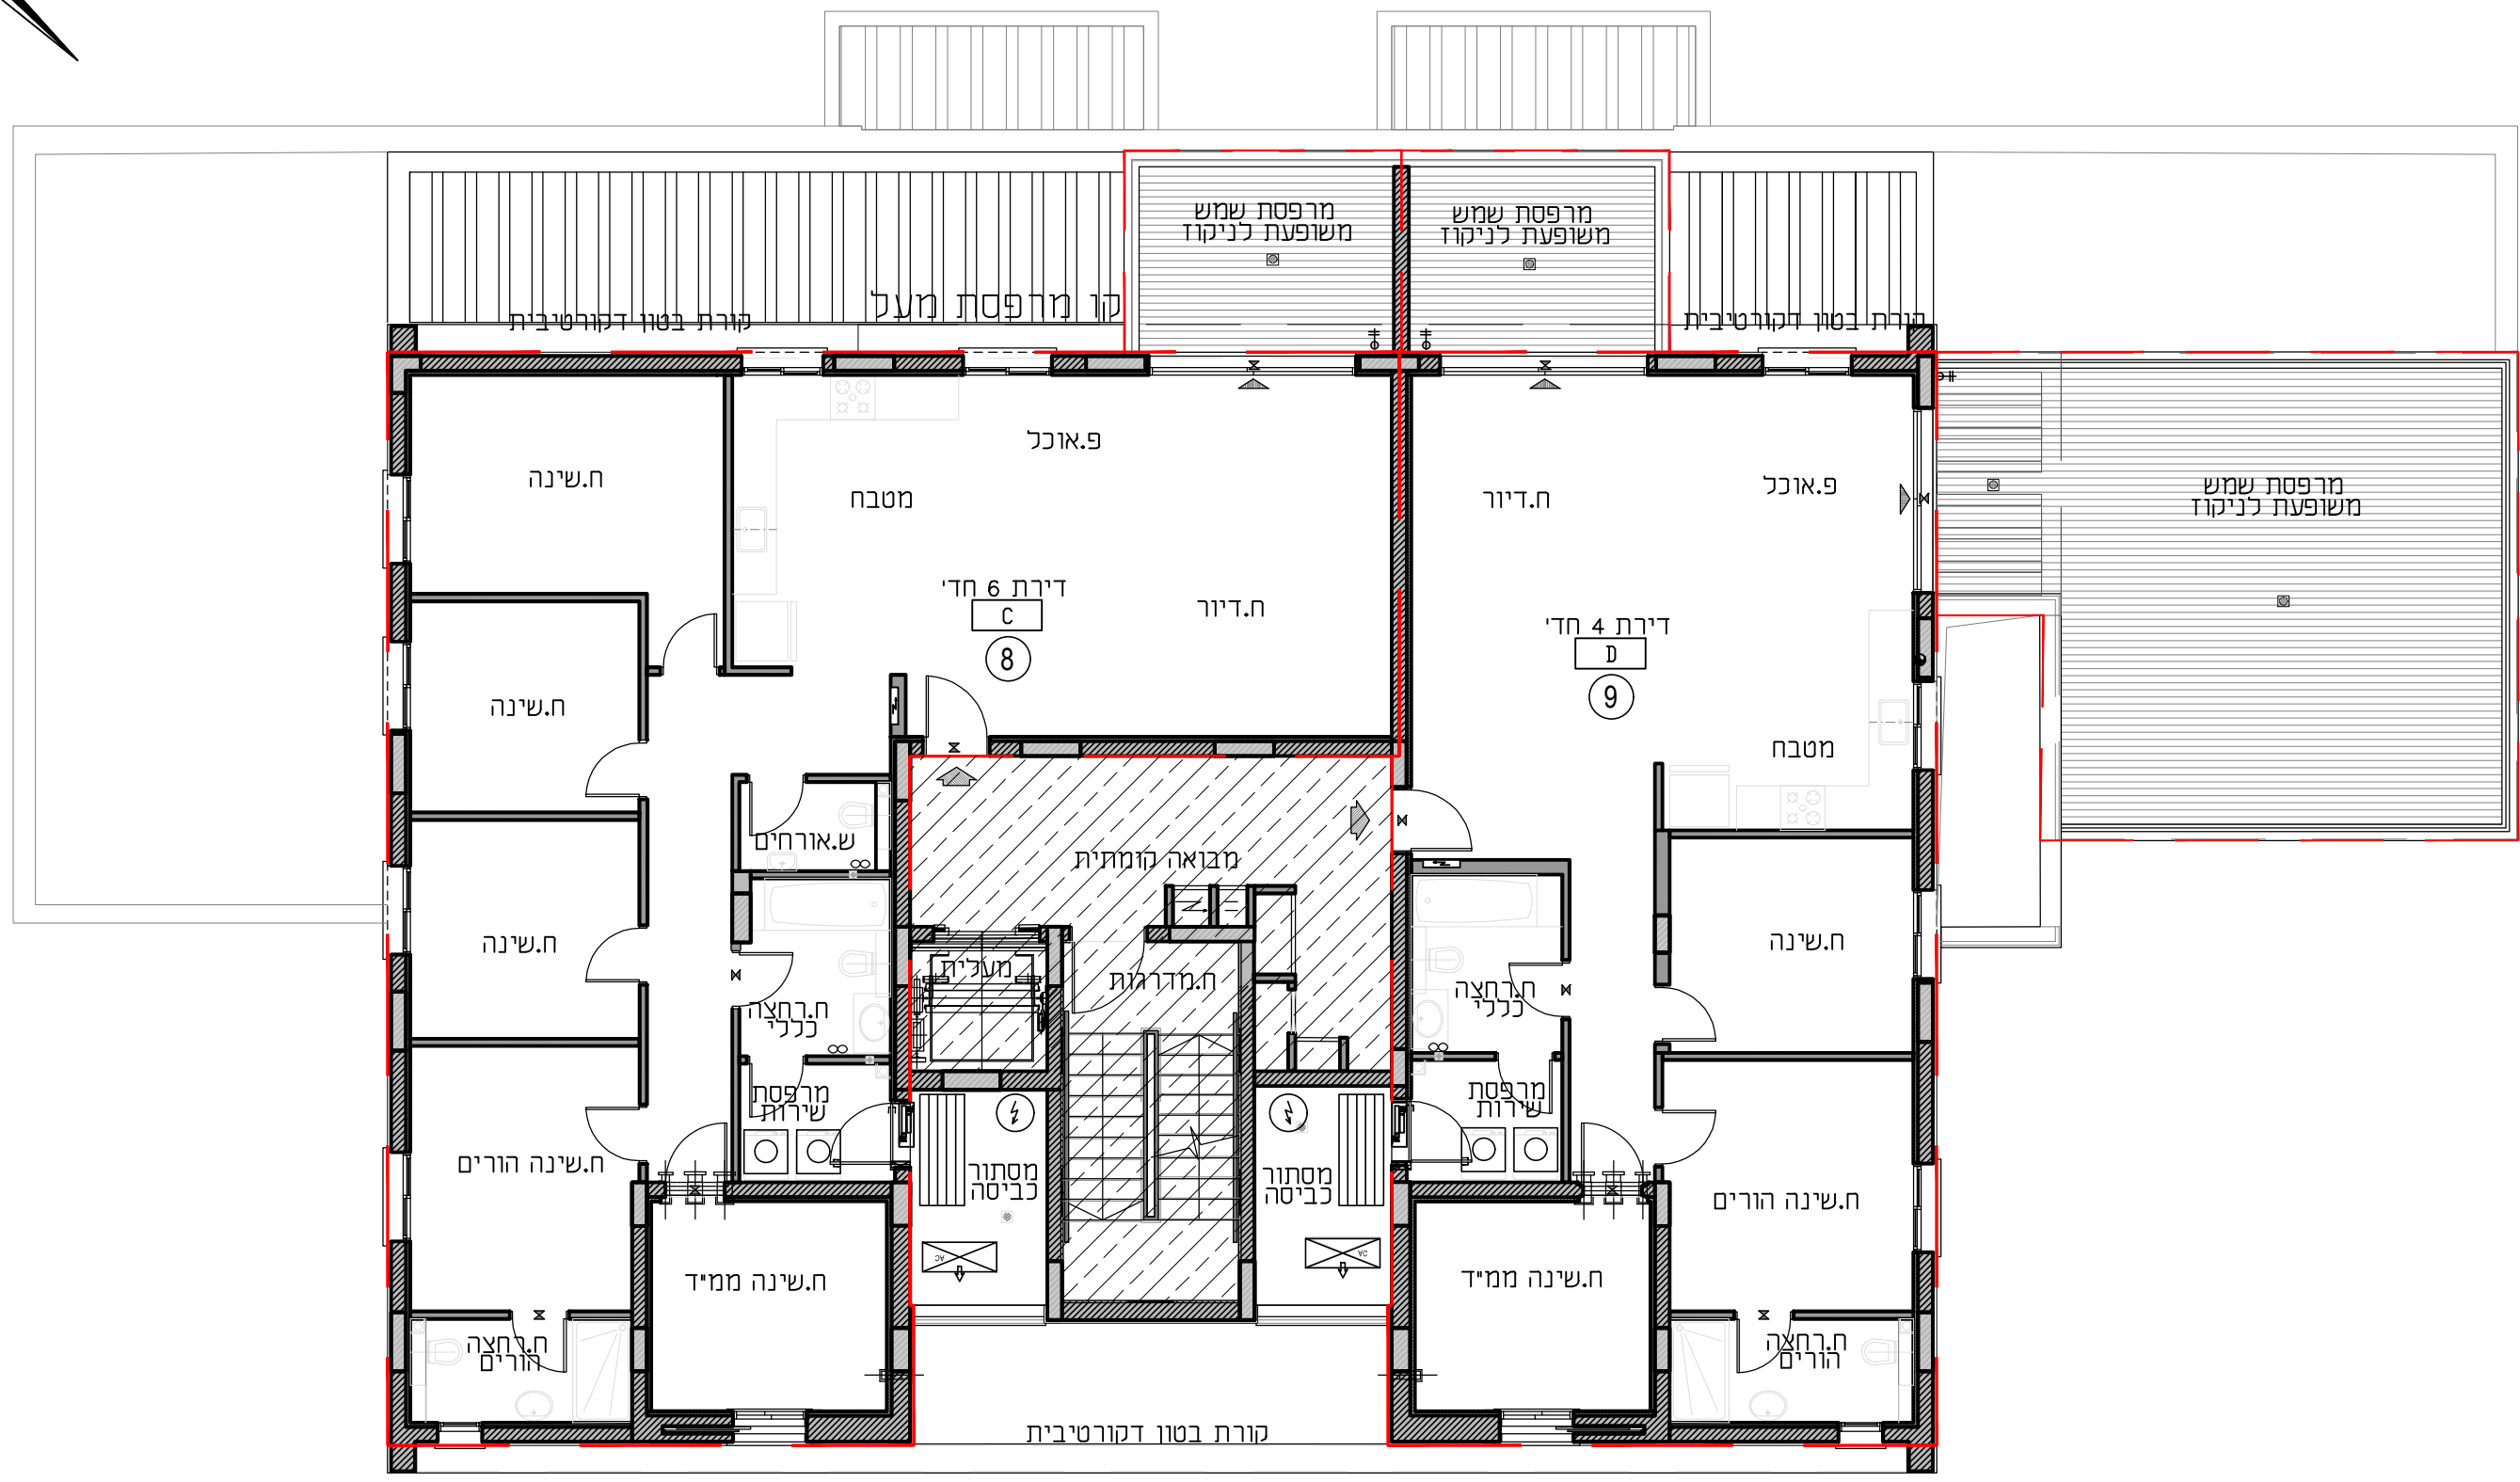 מרפסת שמש
משופעת לניקוז
מרפסת שמש
משופעת לניקוז
קו מרפסת מעל
קורת בטון דקורטיבית
קורת בטון דקורטיבית
פ.אוכל
ח.שינה
מטבח
ח.דיור
פ.אוכל
מרפסת שמש
משופעת לניקוז
דירת 6 חד'
C
8
ח.דיור
דירת 4 חד'
D
9
ח.שינה
מטבח
ש.אורחים
מבואה קומתית
ח.שינה
ח.שינה
מעלית
ח.מדרגות
ח.רחצה
כללי
ח.רחצה
כללי
מרפסת
שירות
מרפסת
שירות
ח.שינה הורים
מסתור
כביסה
מסתור
כביסה
ח.שינה הורים
AC
AC
ח.שינה ממ"ד
ח.שינה ממ"ד
ח.רחצה
הורים
ח.רחצה
הורים
קורת בטון דקורטיבית